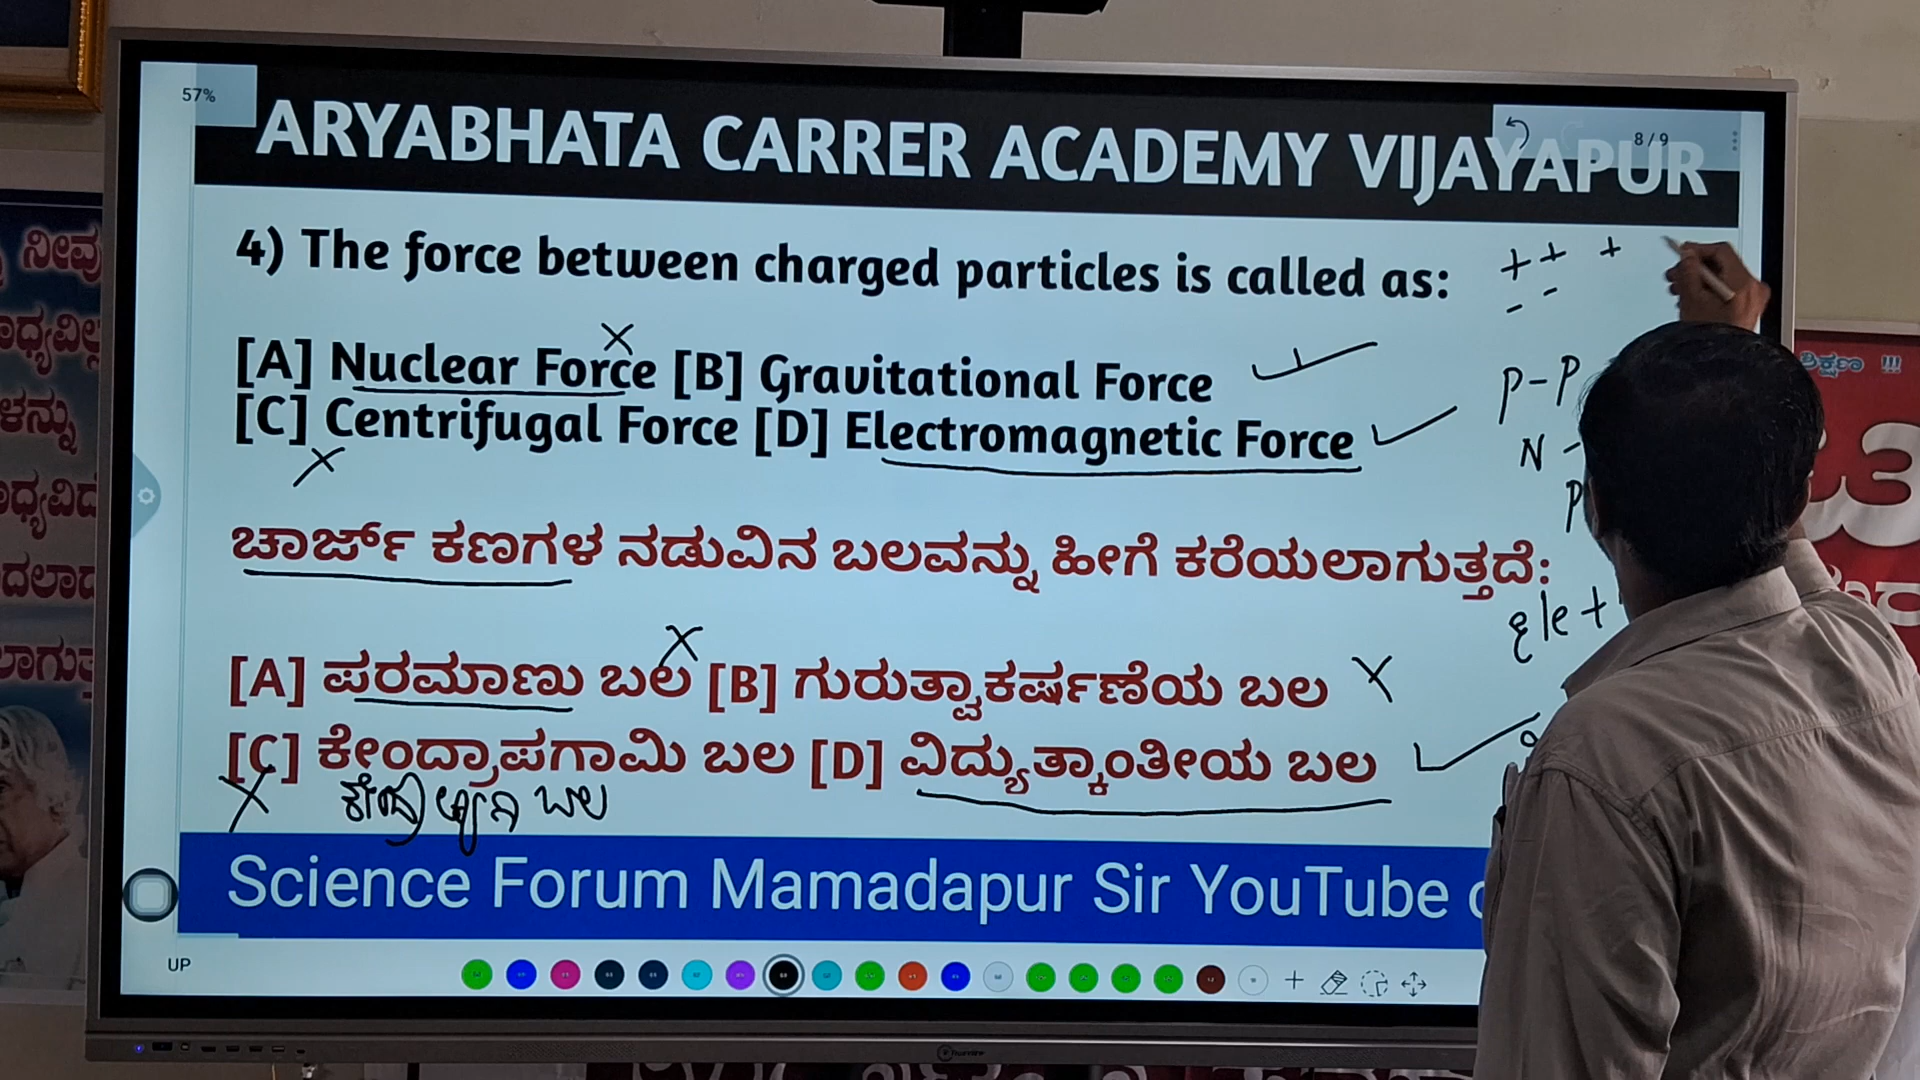 57%
8/9
ARYABHATA CARRER ACADEMY VIJAYAPUR
4) The force between charged particles is called as:
+ + +
- -
[A] Nuclear Force [B] Gravitational Force
P-P
[C] Centrifugal Force [D] Electromagnetic Force
N -
P
ಚಾರ್ಜ್ ಕಣಗಳ ನಡುವಿನ ಬಲವನ್ನು ಹೀಗೆ ಕರೆಯಲಾಗುತ್ತದೆ:
ele +
[A] ಪರಮಾಣು ಬಲ [B] ಗುರುತ್ವಾಕರ್ಷಣೆಯ ಬಲ
[C] ಕೇಂದ್ರಾಪಗಾಮಿ ಬಲ [D] ವಿದ್ಯುತ್ಕಾಂತೀಯ ಬಲ
ಬಲ
Science Forum Mamadapur Sir YouTube
UP
ನೀವು
ಲಾಗುತ್ತ
!!!